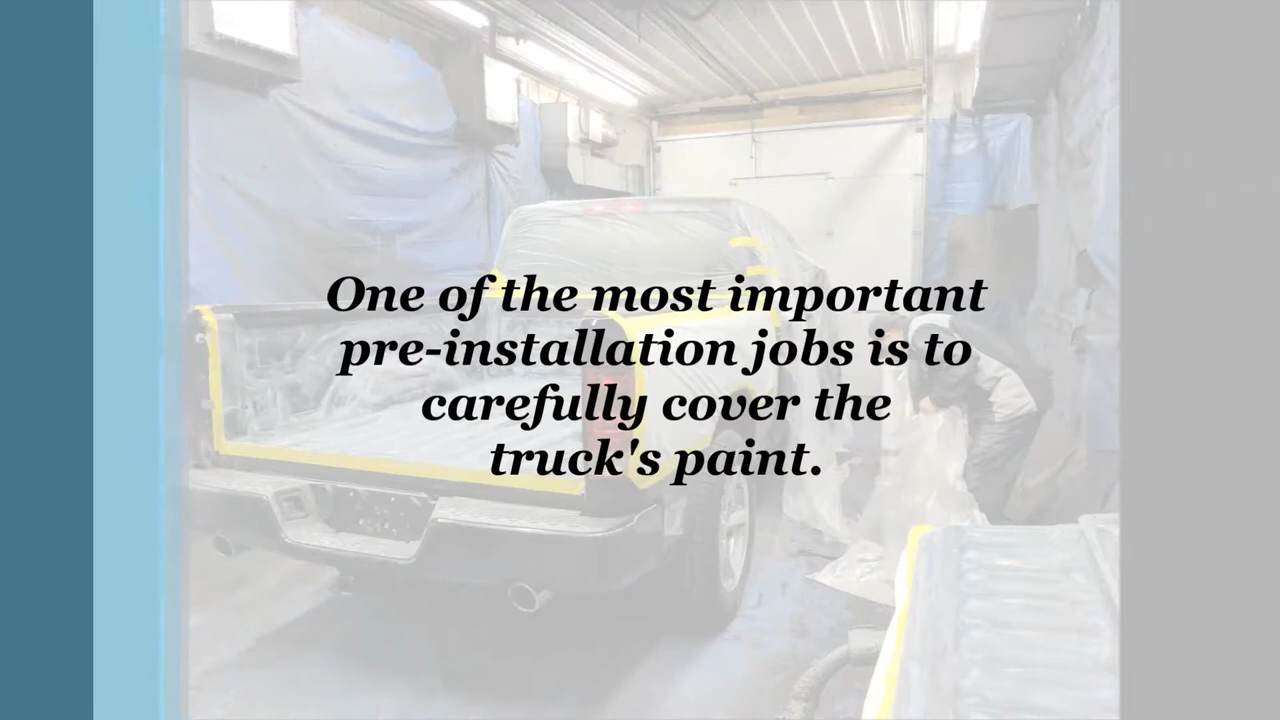 One of the most important
pre-installation jobs is to
carefully cover the
truck's paint.